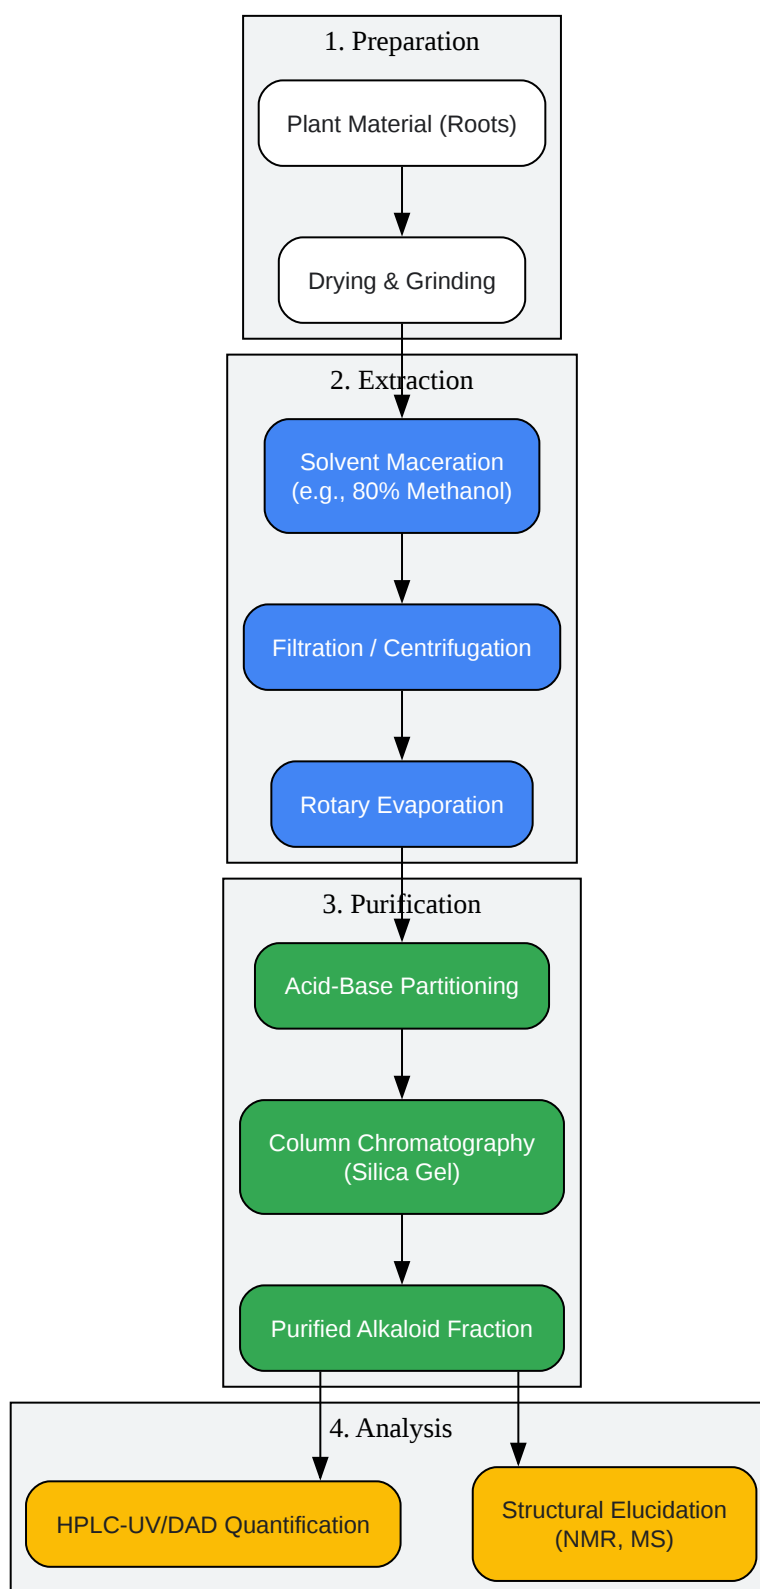 1. Preparation
Plant Material (Roots)
Drying & Grinding
2. Extraction
Solvent Maceration
(e.g., 80% Methanol)
Filtration / Centrifugation
Rotary Evaporation
3. Purification
Acid-Base Partitioning
Column Chromatography
(Silica Gel)
Purified Alkaloid Fraction
4. Analysis
HPLC-UV/DAD Quantification
Structural Elucidation
(NMR, MS)